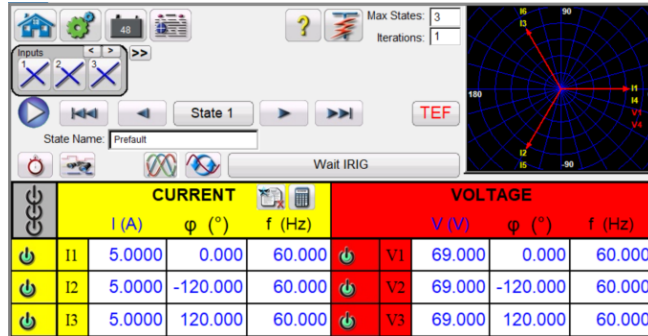 48
?
Max States: 3
Iterations: 1
Inputs < > >>
1 2 3
State 1
TEF
State Name: Prefault
Wait IRIG
I6 90
I3
180
I1
I4
V1
V4
I2
I5 -90
CURRENT VOLTAGE
I (A) φ (°) f (Hz) V (V) φ (°) f (Hz)
I1 5.0000 0.000 60.000 V1 69.000 0.000 60.000
I2 5.0000 -120.000 60.000 V2 69.000 -120.000 60.000
I3 5.0000 120.000 60.000 V3 69.000 120.000 60.000